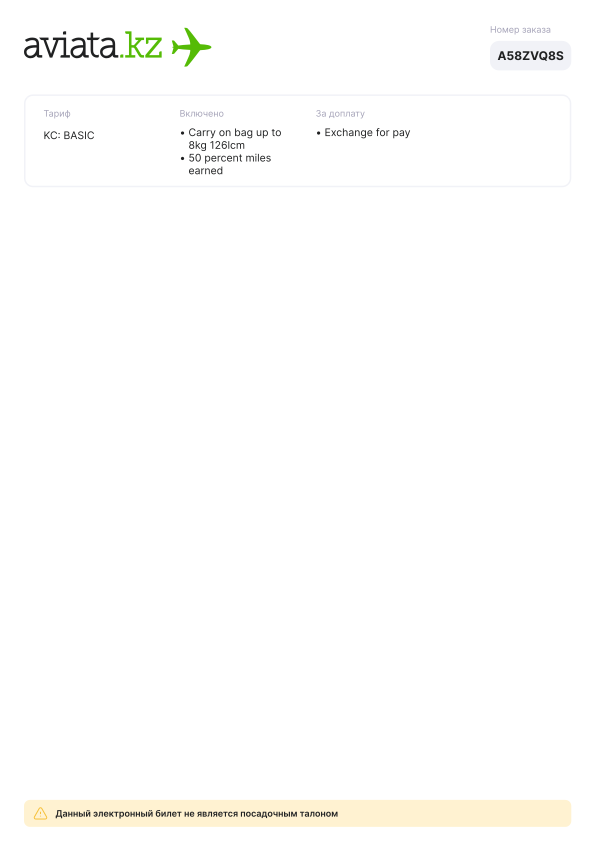 aviata.kz
Номер заказа
A58ZVQ8S
Тариф
KC: BASIC
Включено
• Carry on bag up to
8kg 126lcm
• 50 percent miles
earned
За доплату
• Exchange for pay
Данный электронный билет не является посадочным талоном